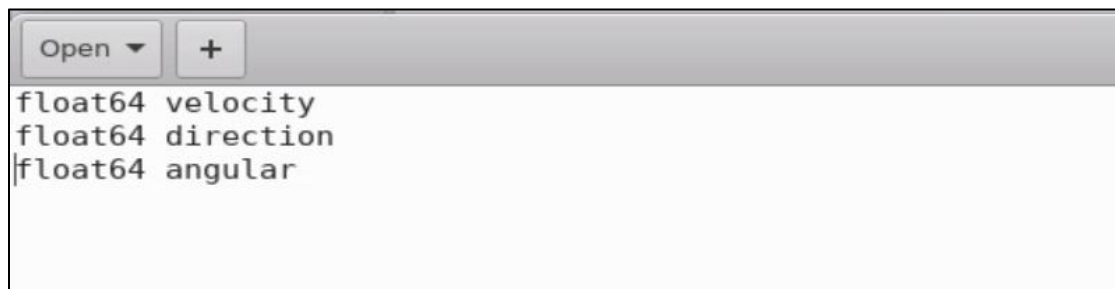 Open
float64 velocity
float64 direction
float64 angular